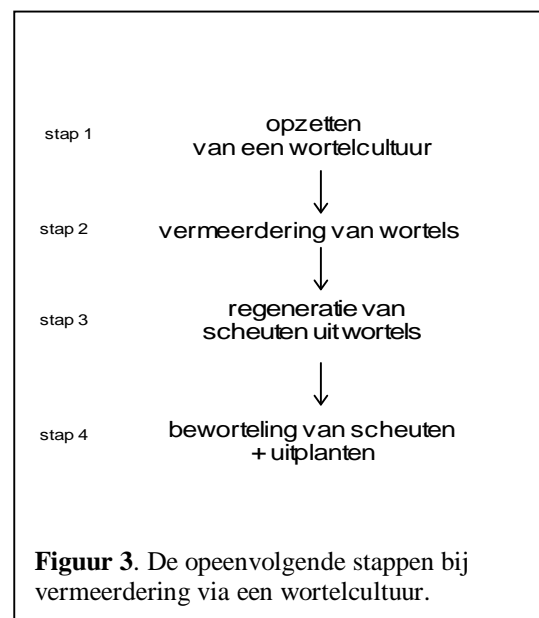 stap 1
opzetten
van een wortelcultuur
stap 2
vermeerdering van wortels
stap 3
regeneratie van
scheuten uit wortels
stap 4
beworteling van scheuten
+ uitplanten
Figuur 3. De opeenvolgende stappen bij
vermeerdering via een wortelcultuur.